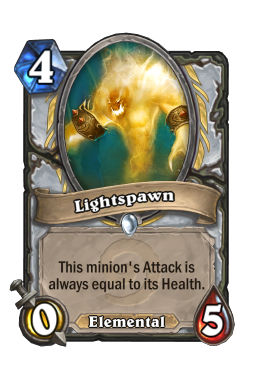 4
Lightspawn
This minion's Attack is
always equal to its Health.
0
Elemental
5